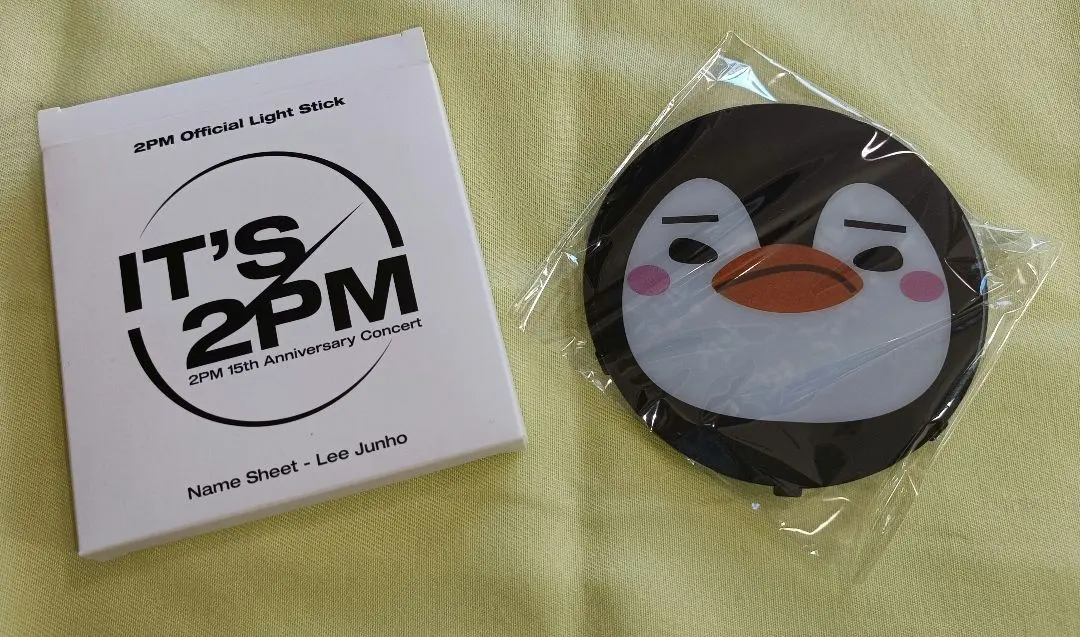 2PM Official Light Stick
IT'S
2PM
2PM 15th Anniversary Concert
Name Sheet - Lee Junho